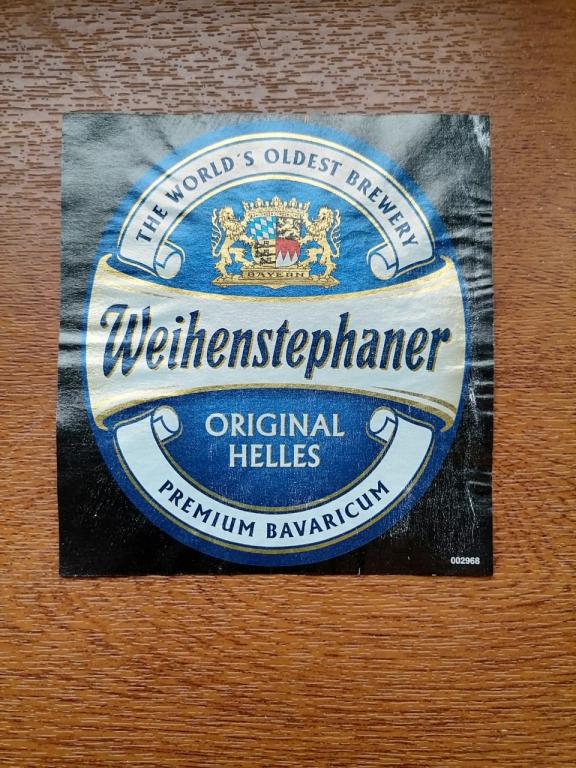 THE WORLD'S OLDEST BREWERY
BAYERN
Weihenstephaner
ORIGINAL
HELLES
PREMIUM BAVARICUM
002968